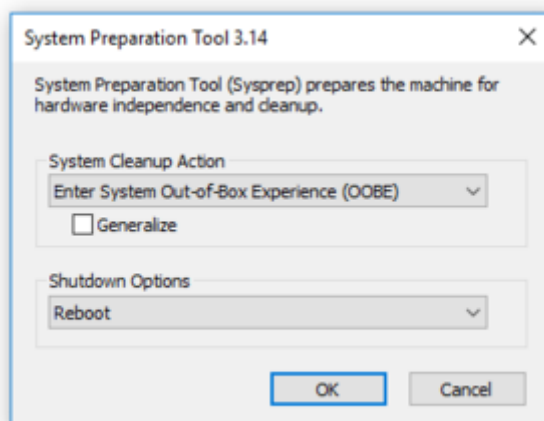 System Preparation Tool 3.14
System Preparation Tool (Sysprep) prepares the machine for
hardware independence and cleanup.
System Cleanup Action
Enter System Out-of-Box Experience (OOBE)
Generalize
Shutdown Options
Reboot
OK
Cancel